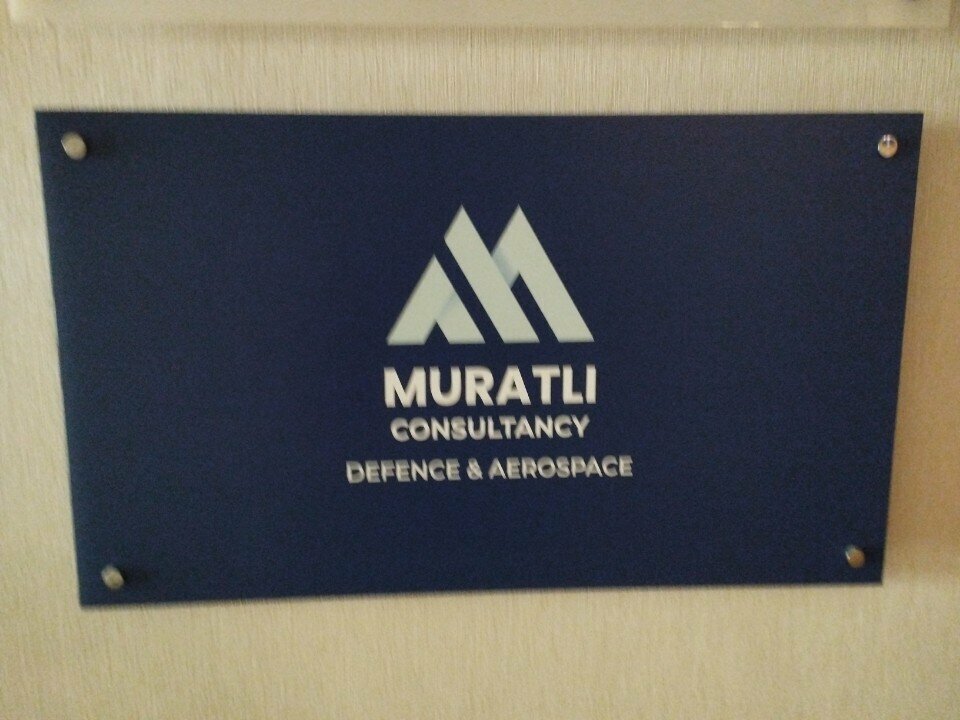 MURATLI
CONSULTANCY
DEFENCE & AEROSPACE